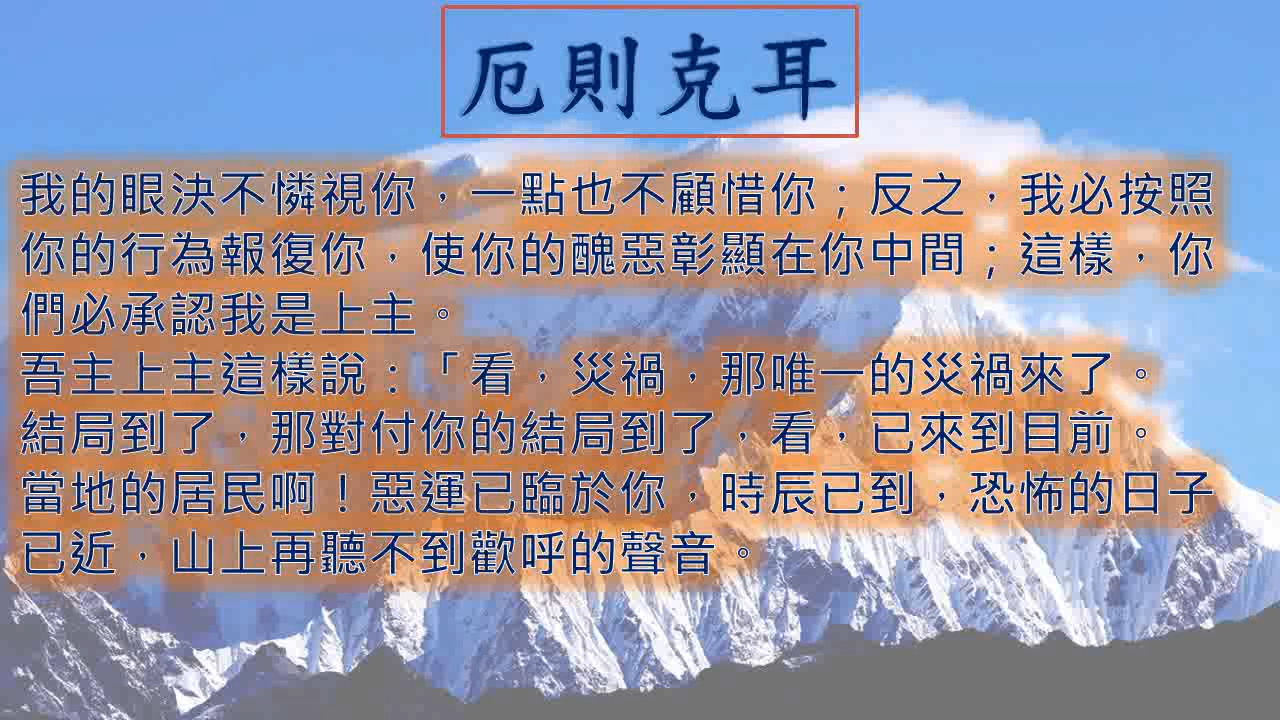 厄則克耳
我的眼決不憐視你，一點也不顧惜你；反之，我必按照
你的行為報復你，使你的醜惡彰顯在你中間；這樣，你
們必承認我是上主。
吾主上主這樣說：「看，災禍，那唯一的災禍來了。
結局到了，那對付你的結局到了，看，已來到目前。
當地的居民啊！惡運已臨於你，時辰已到，恐怖的日子
已近，山上再聽不到歡呼的聲音。